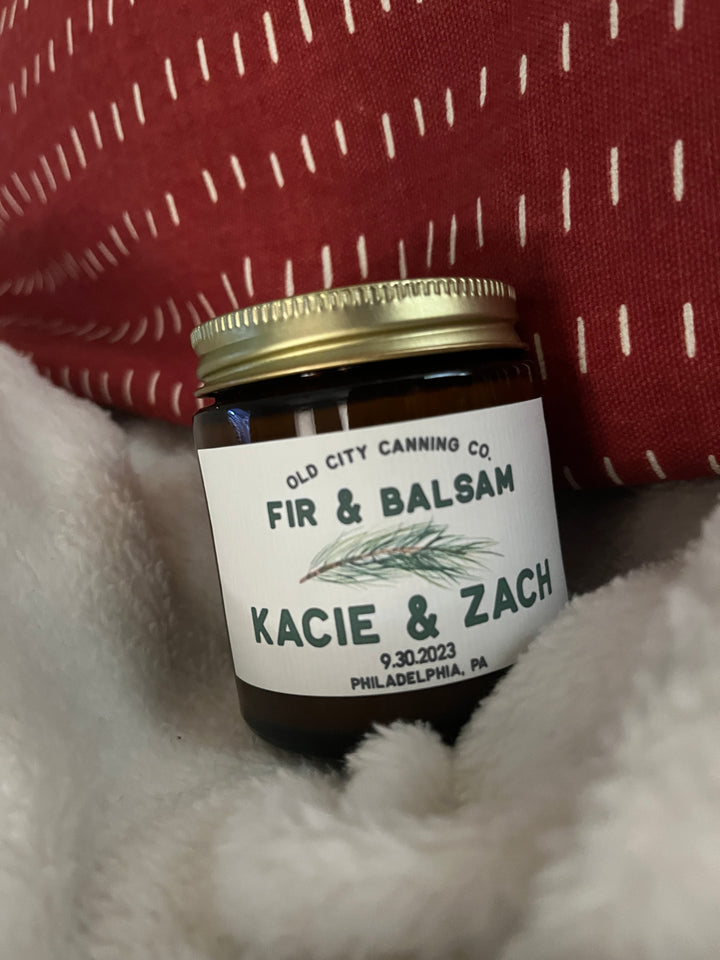 OLD CITY CANNING CO.
FIR & BALSAM
KACIE & ZACH
9.30.2023
PHILADELPHIA, PA